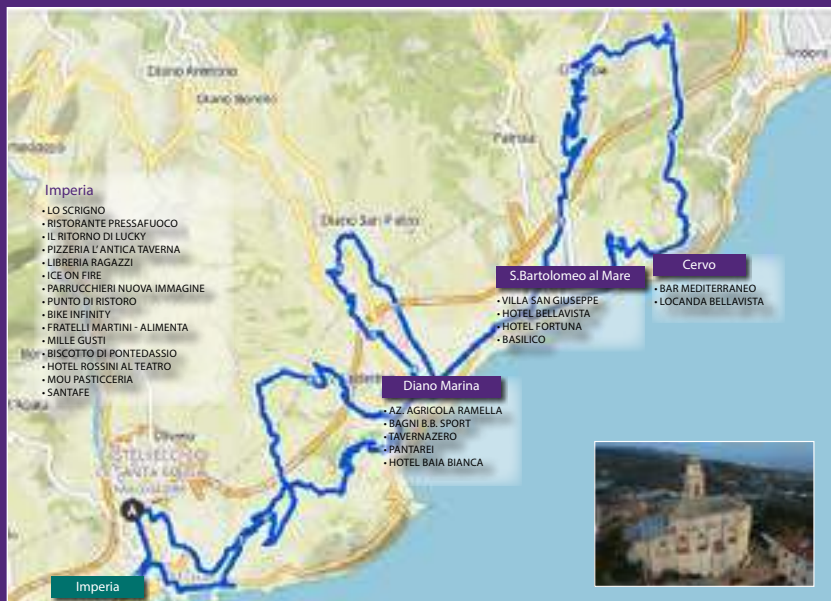 Andora
Diano Arentino
Diano Borello
Diano San Pietro
Imperia
• LO SCRIGNO
• RISTORANTE PRESSAFUOCO
• IL RITORNO DI LUCKY
• PIZZERIA L'ANTICA TAVERNA
• LIBRERIA RAGAZZI
• ICE ON FIRE
• PARRUCCHIERI NUOVA IMMAGINE
• PUNTO DI RISTORO
• BIKE INFINITY
• FRATELLI MARTINI - ALIMENTA
• MILLE GUSTI
• BISCOTTO DI PONTEDASSIO
• HOTEL ROSSINI AL TEATRO
• MOU PASTICCERIA
• SANTAFE
S.Bartolomeo al Mare
• VILLA SAN GIUSEPPE
• HOTEL BELLAVISTA
• HOTEL FORTUNA
• BASILICO
Cervo
• BAR MEDITERRANEO
• LOCANDA BELLAVISTA
Diano Marina
• AZ. AGRICOLA RAMELLA
• BAGNI B.B. SPORT
• TAVERNAZERO
• PANTAREI
• HOTEL BAIA BIANCA
A
Imperia